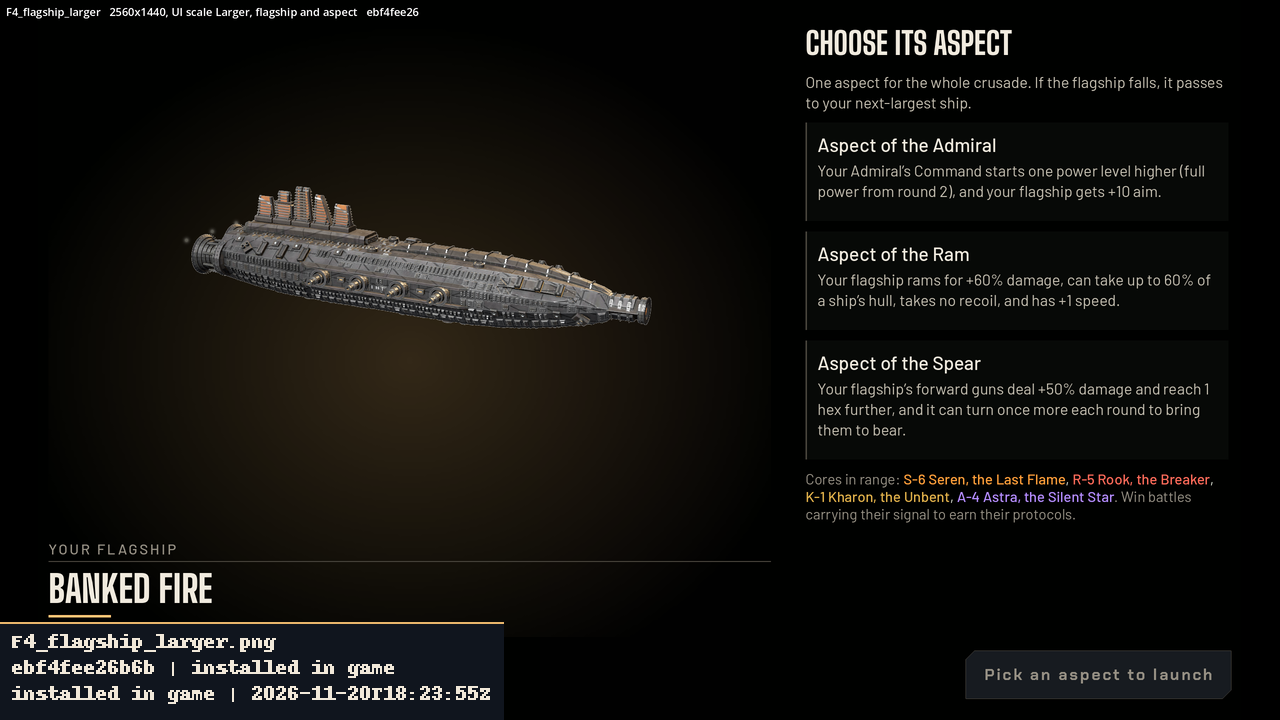 F4_flagship_larger 2560x1440, UI scale Larger, flagship and aspect ebf4fee26
CHOOSE ITS ASPECT
One aspect for the whole crusade. If the flagship falls, it passes
to your next-largest ship.
Aspect of the Admiral
Your Admiral's Command starts one power level higher (full
power from round 2), and your flagship gets +10 aim.
Aspect of the Ram
Your flagship rams for +60% damage, can take up to 60% of
a ship's hull, takes no recoil, and has +1 speed.
Aspect of the Spear
Your flagship's forward guns deal +50% damage and reach 1
hex further, and it can turn once more each round to bring
them to bear.
Cores in range: S-6 Seren, the Last Flame, R-5 Rook, the Breaker,
K-1 Kharon, the Unbent, A-4 Astra, the Silent Star. Win battles
carrying their signal to earn their protocols.
YOUR FLAGSHIP
BANKED FIRE
F4_flagship_larger.png
ebf4fee26b6b | installed in game
installed in game | 2026-11-20T18:23:55Z
Pick an aspect to launch